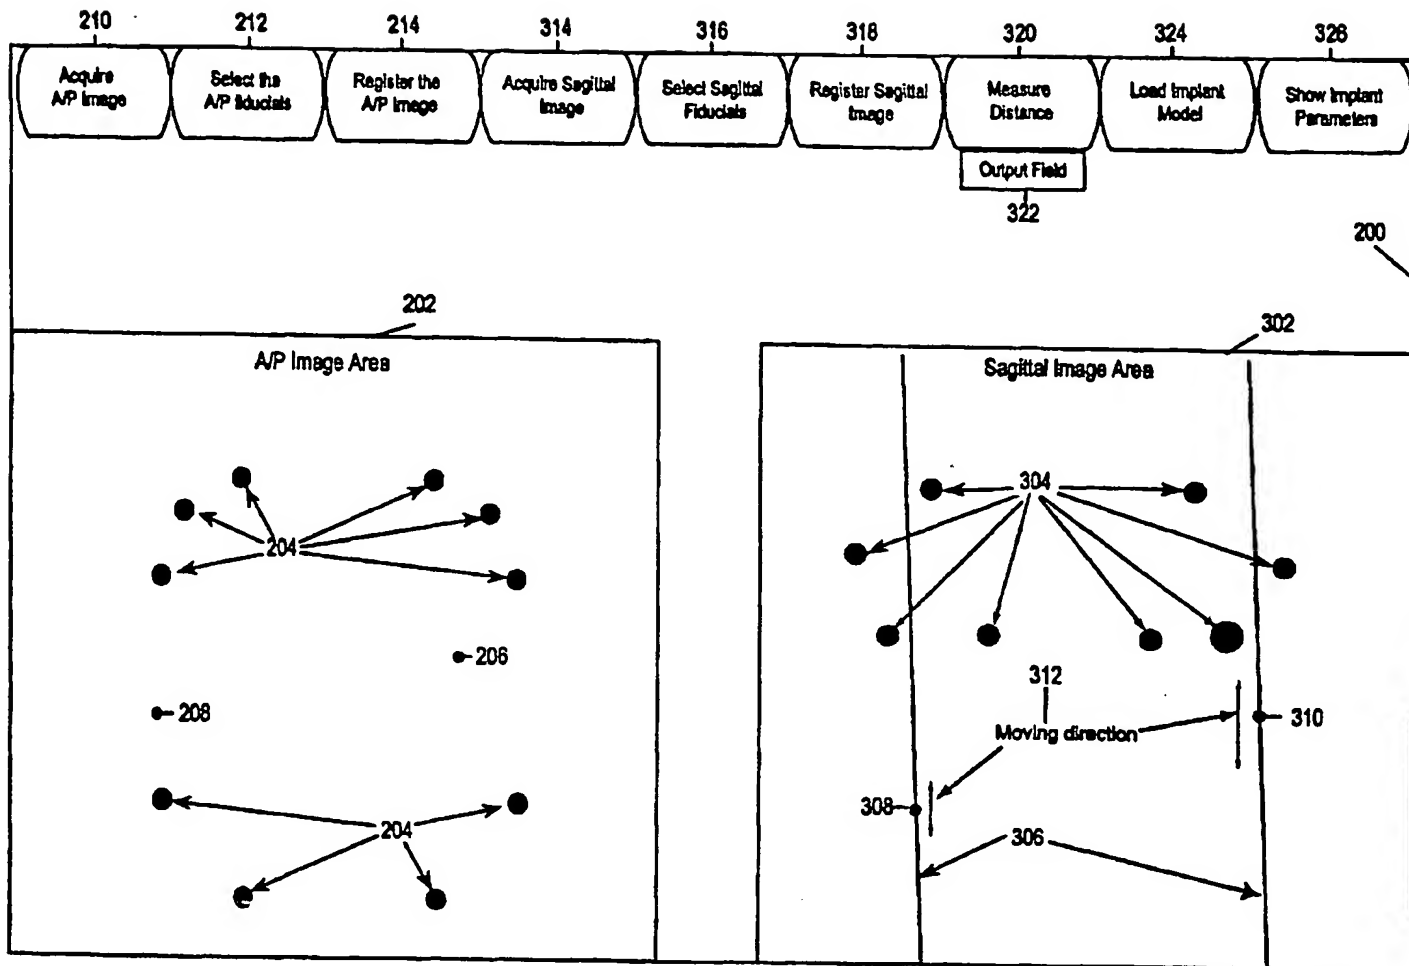 210 212 214 314 316 318 320 324 326
Acquire
A/P Image
Select the
A/P fiducials
Register the
A/P Image
Acquire Sagittal
Image
Select Sagittal
Fiducials
Register Sagittal
Image
Measure
Distance
Load Implant
Model
Show Implant
Parameters
Output Field
322
200
202
302
A/P Image Area
Sagittal Image Area
304
204
206
208
312
Moving direction
310
308
204
306